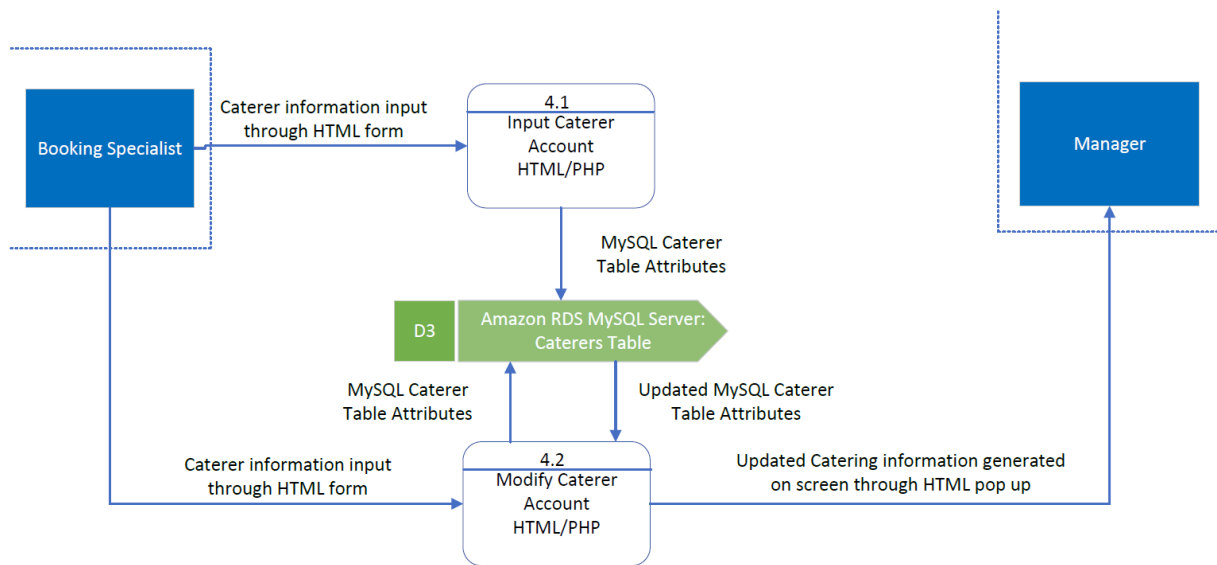 4.1
Caterer information input
through HTML form
Input Caterer
Account
HTML/PHP
Booking Specialist
Manager
MySQL Caterer
Table Attributes
D3
Amazon RDS MySQL Server:
Caterers Table
MySQL Caterer
Table Attributes
Updated MySQL Caterer
Table Attributes
4.2
Caterer information input
through HTML form
Modify Caterer
Account
HTML/PHP
Updated Catering information generated
on screen through HTML pop up